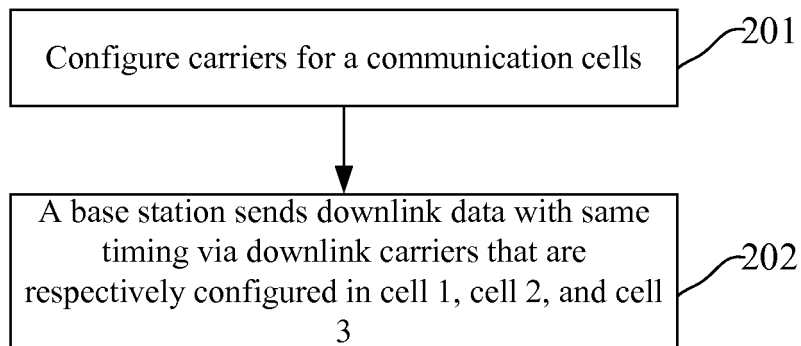 Configure carriers for a communication cells
201
A base station sends downlink data with same
timing via downlink carriers that are
respectively configured in cell 1, cell 2, and cell
3
202